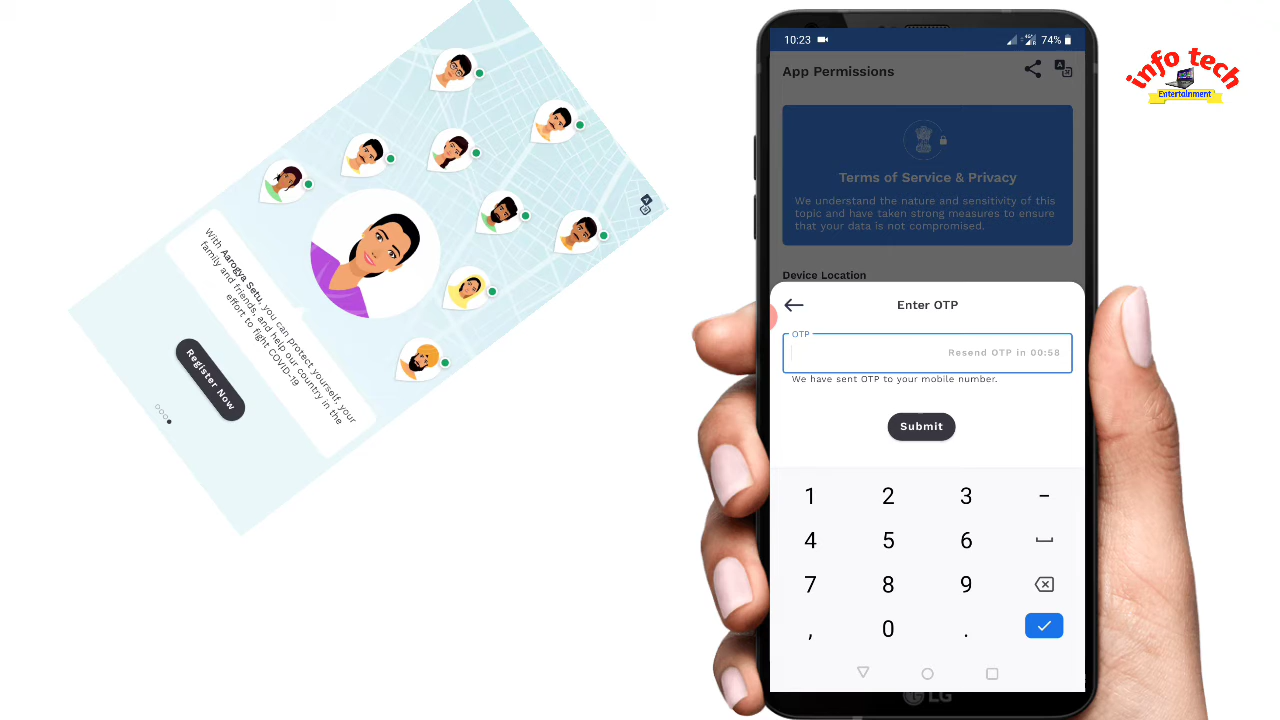 With Aarogya Setu, you can protect yourself, your
family and friends, and help our country in the
effort to fight COVID-19
Register Now
10:23
74%
App Permissions
Terms of Service & Privacy
We understand the nature and sensitivity of this
topic and have taken strong measures to ensure
that your data is not compromised.
Device Location
Enter OTP
OTP
Resend OTP in 00:58
We have sent OTP to your mobile number.
Submit
1 2 3 -
4 5 6
7 8 9
, 0 .
LG
info tech
Entertainment